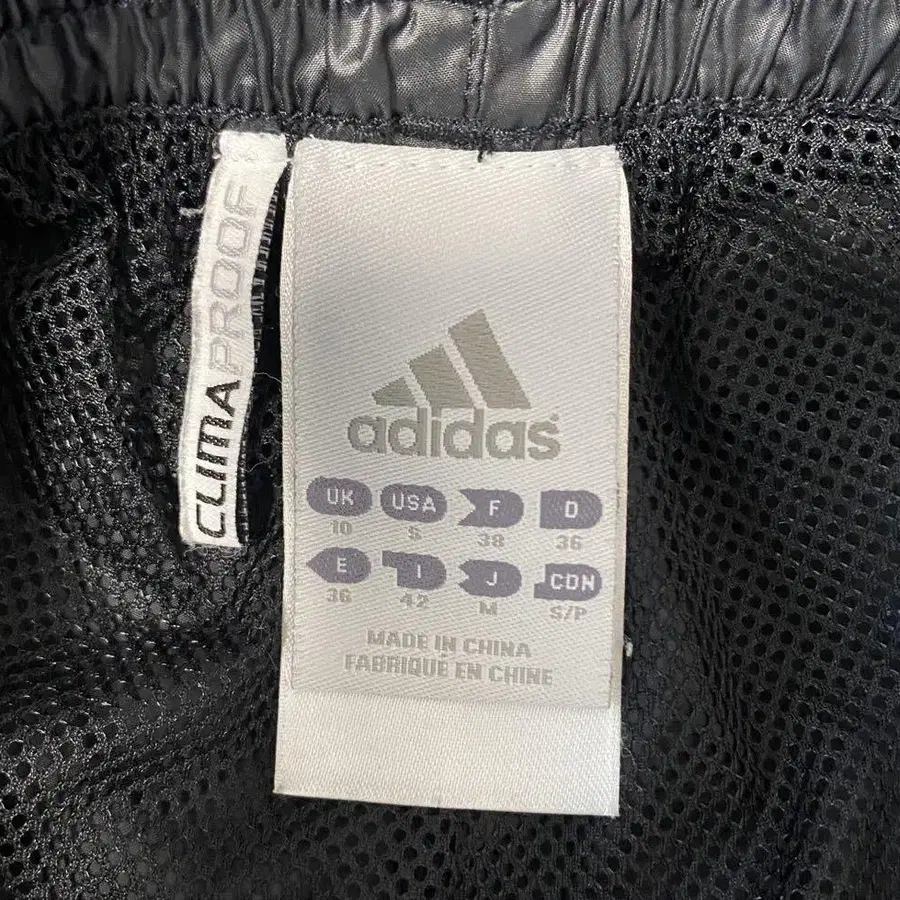 CLIMAPROOF
adidas
UK USA F D
10 S 38 36
E I J CDN
36 42 M S/P
MADE IN CHINA
FABRIQUÉ EN CHINE